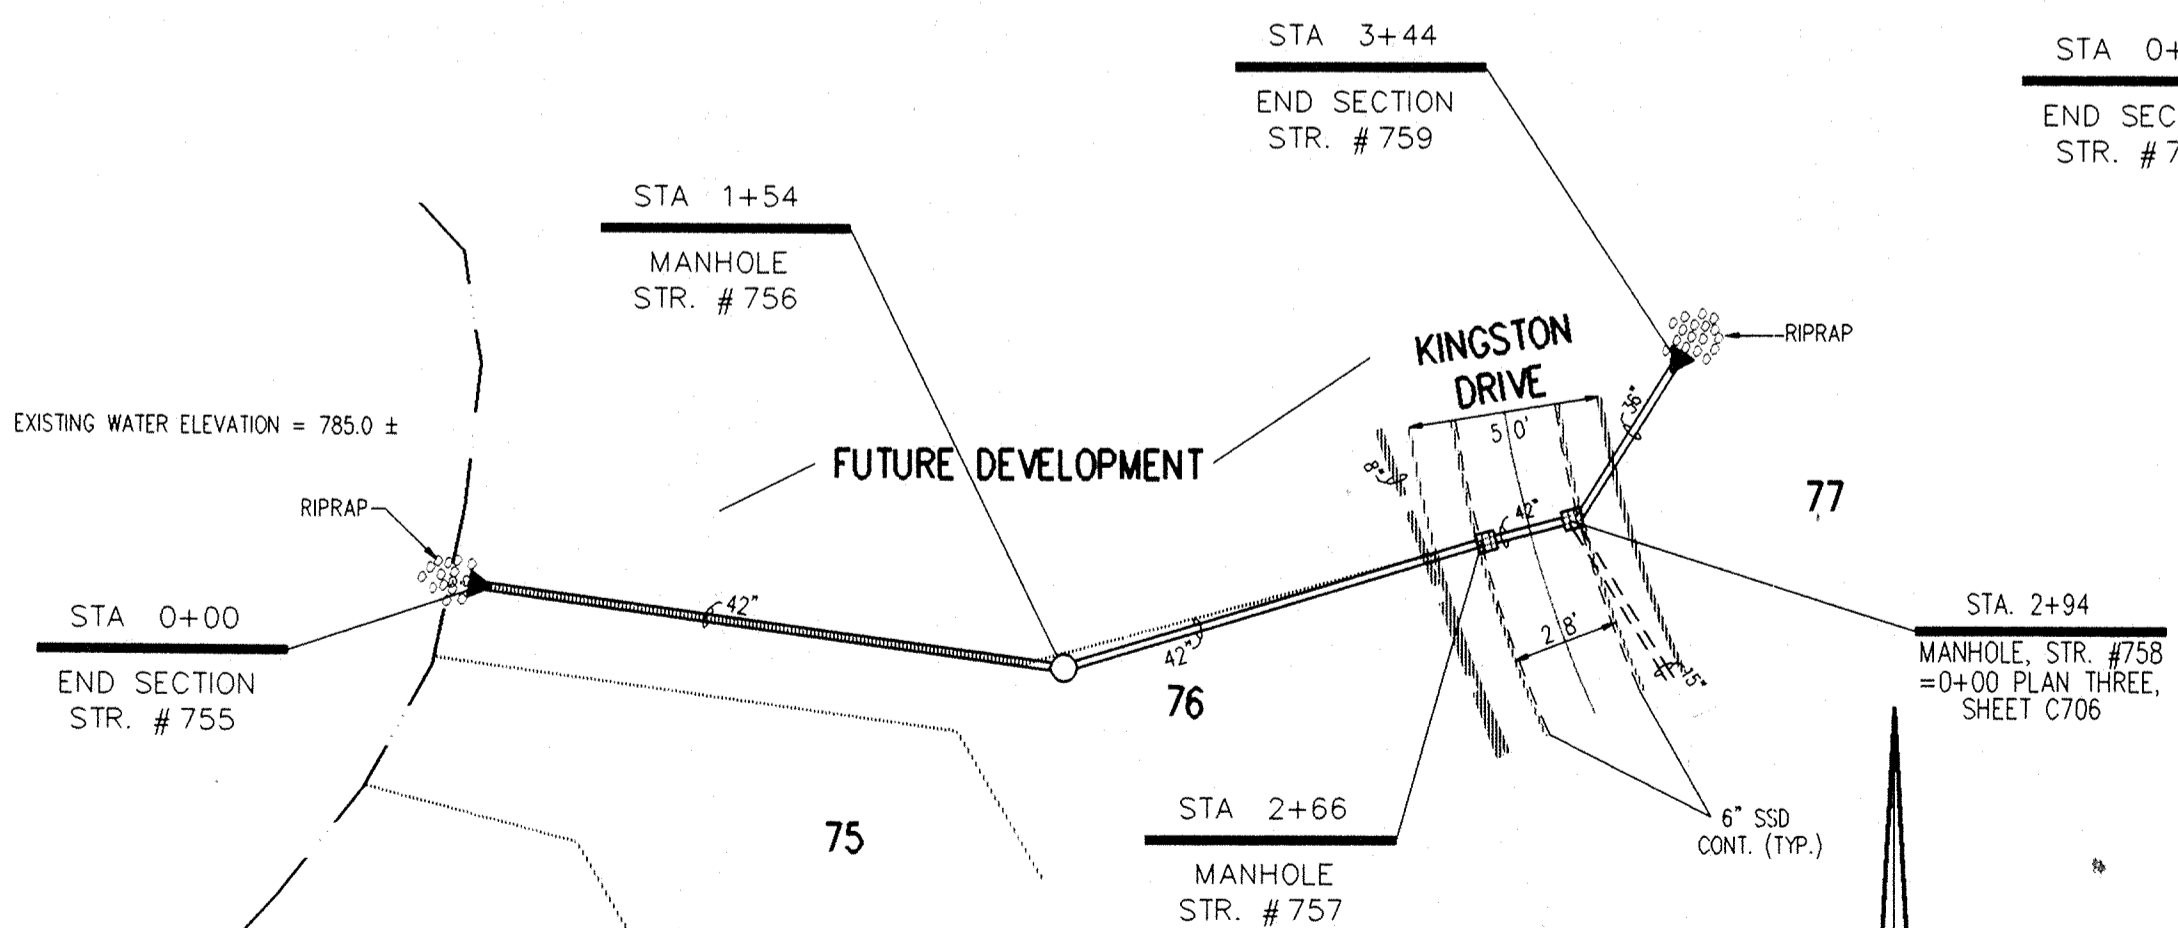 STA 3+44
END SECTION
STR. #759
STA 0+
END SEC
STR. #7
STA 1+54
MANHOLE
STR. #756
KINGSTON
DRIVE
RIPRAP
EXISTING WATER ELEVATION = 785.0 ±
FUTURE DEVELOPMENT
50'
36"
8"
77
RIPRAP
42"
42"
STA 0+00
END SECTION
STR. #755
42"
28'
15"
76
STA. 2+94
MANHOLE, STR. #758
=0+00 PLAN THREE,
SHEET C706
75
STA 2+66
MANHOLE
STR. #757
6" SSD
CONT. (TYP.)